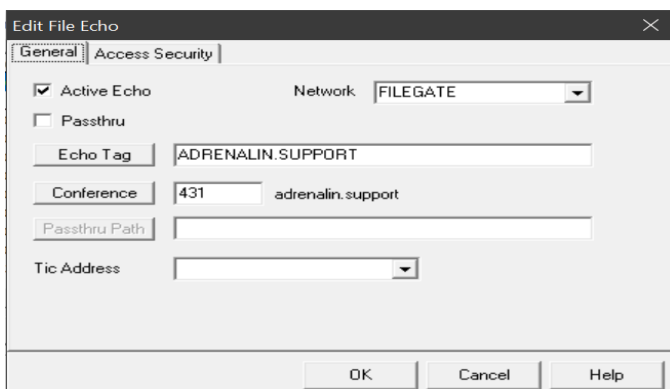 Edit File Echo
General Access Security
Active Echo Network FILEGATE
Passthru
Echo Tag ADRENALIN.SUPPORT
Conference 431 adrenalin.support
Passthru Path
Tic Address
OK Cancel Help